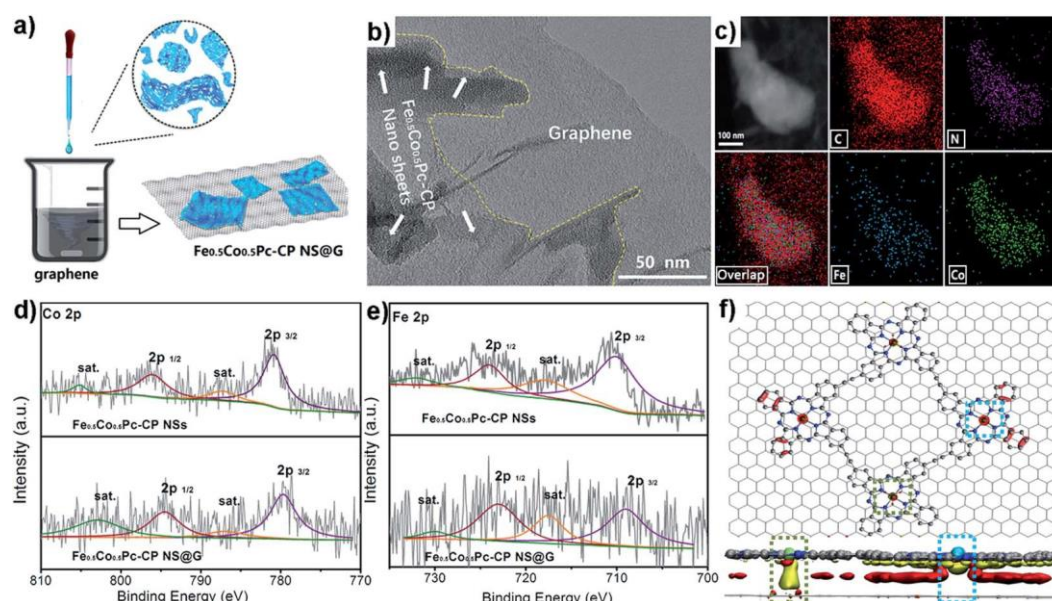 a)
graphene
Fe₀.₅Co₀.₅Pc-CP NS@G
b)
Fe₀.₅Co₀.₅Pc-CP
Nano sheets
Graphene
50 nm
c)
100 nm
C
N
Overlap
Fe
Co
d)
Co 2p
2p 3/2
2p 1/2
sat.
sat.
Fe₀.₅Co₀.₅Pc-CP NSs
2p 3/2
2p 1/2
sat.
sat.
Fe₀.₅Co₀.₅Pc-CP NS@G
Intensity (a.u.)
810 800 790 780 770
Binding Energy (eV)
e)
Fe 2p
2p 1/2
2p 3/2
sat.
sat.
Fe₀.₅Co₀.₅Pc-CP NSs
2p 1/2
2p 3/2
sat.
sat.
Fe₀.₅Co₀.₅Pc-CP NS@G
Intensity (a.u.)
730 720 710 700
Binding Energy (eV)
f)